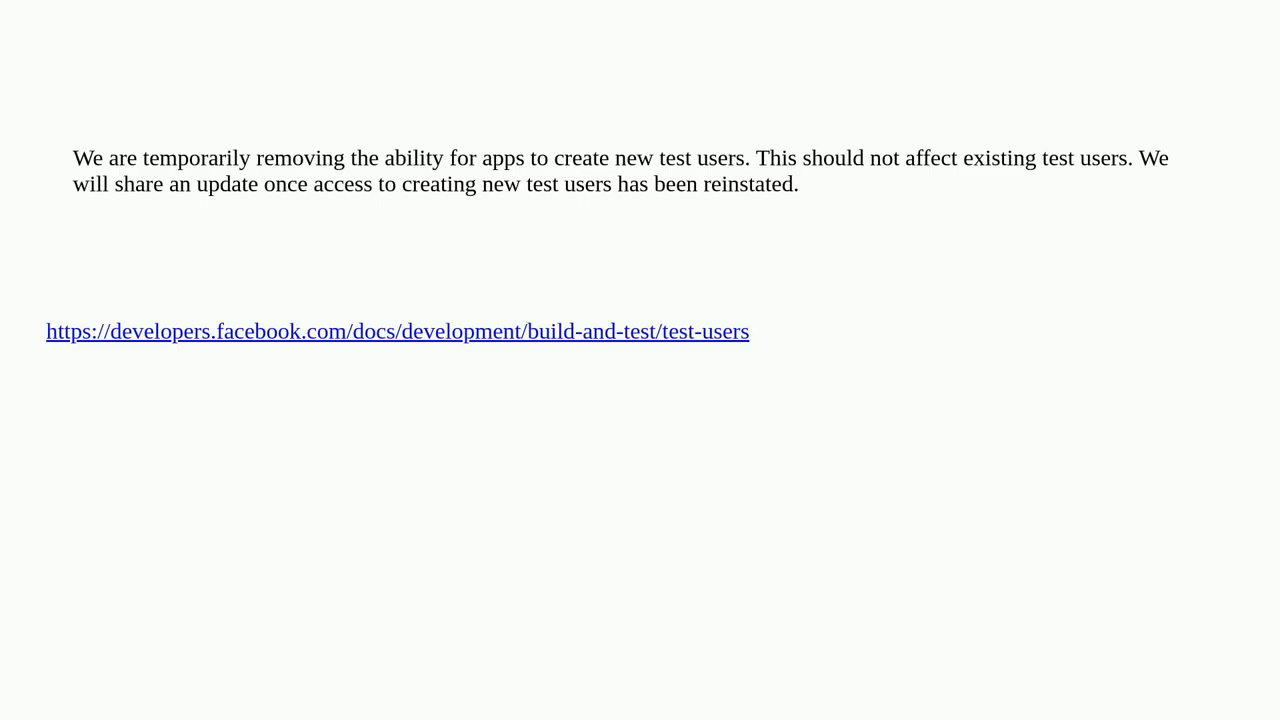 We are temporarily removing the ability for apps to create new test users. This should not affect existing test users. We
will share an update once access to creating new test users has been reinstated.
https://developers.facebook.com/docs/development/build-and-test/test-users